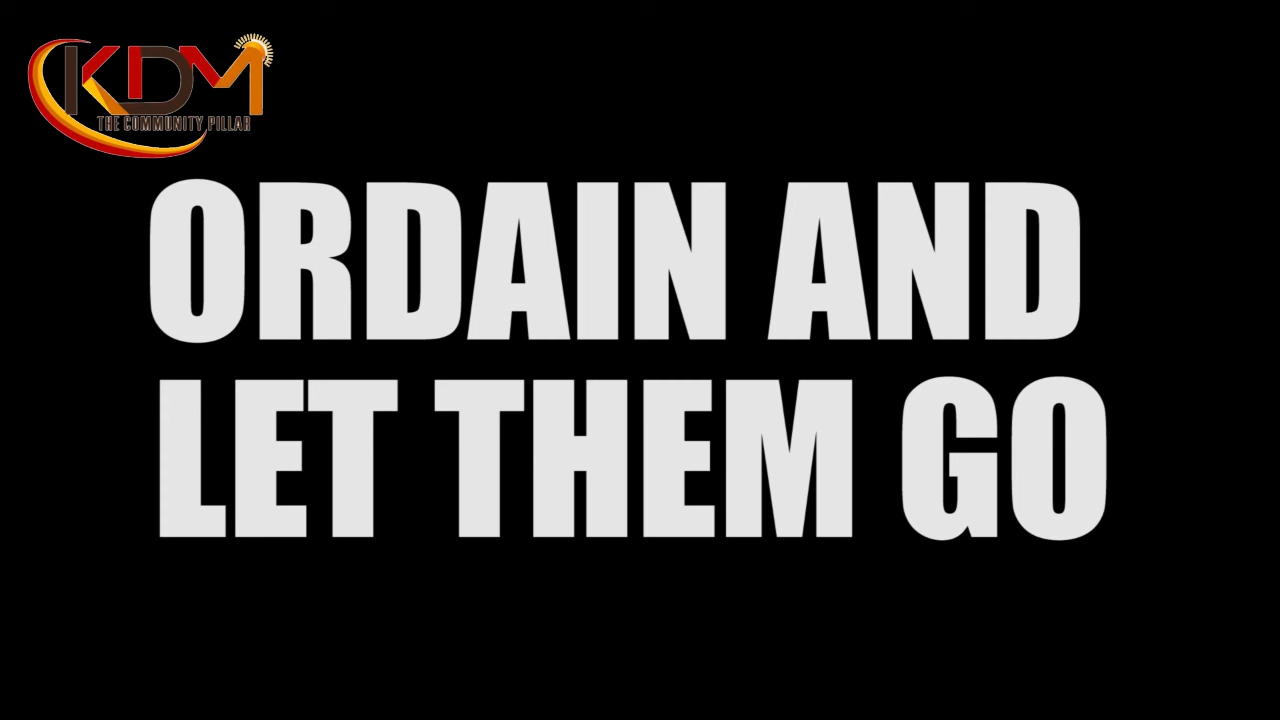 KDM
THE COMMUNITY PILLAR
ORDAIN AND
LET THEM GO